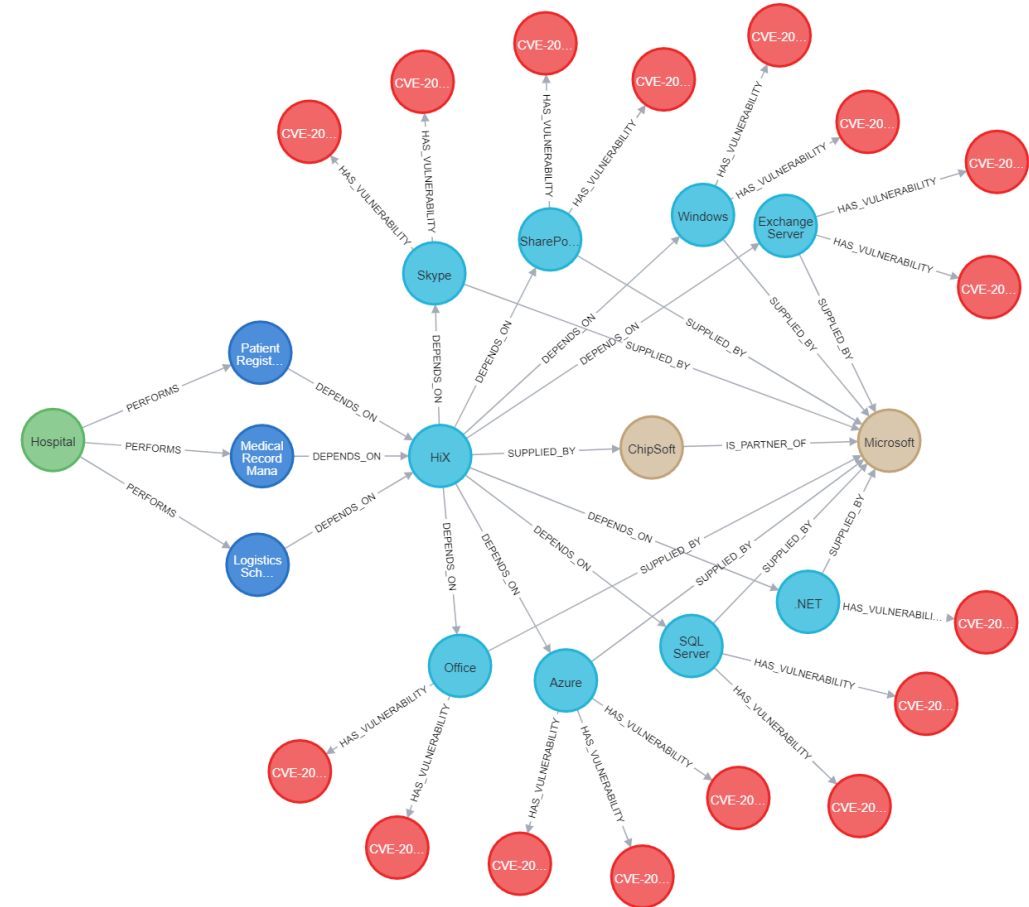 CVE-20...
CVE-20...
CVE-20...
CVE-20...
CVE-20...
CVE-20...
CVE-20...
CVE-20...
HAS_VULNERABILITY
HAS_VULNERABILITY
HAS_VULNERABILITY
HAS_VULNERABILITY
HAS_VULNERABILITY
HAS_VULNERABILITY
HAS_VULNERABILITY
HAS_VULNERABILITY
Skype
SharePo...
Windows
Exchange
Server
DEPENDS_ON
DEPENDS_ON
DEPENDS_ON
DEPENDS_ON
SUPPLIED_BY
SUPPLIED_BY
SUPPLIED_BY
SUPPLIED_BY
Patient
Regist...
PERFORMS
DEPENDS_ON
Hospital
PERFORMS
Medical
Record
Mana
DEPENDS_ON
HiX
SUPPLIED_BY
ChipSoft
IS_PARTNER_OF
Microsoft
PERFORMS
DEPENDS_ON
Logistics
Sch...
DEPENDS_ON
DEPENDS_ON
DEPENDS_ON
DEPENDS_ON
SUPPLIED_BY
SUPPLIED_BY
SUPPLIED_BY
SUPPLIED_BY
.NET
HAS_VULNERABILI...
CVE-20...
SQL
Server
HAS_VULNERABILITY
CVE-20...
HAS_VULNERABILITY
CVE-20...
Office
Azure
HAS_VULNERABILITY
HAS_VULNERABILITY
HAS_VULNERABILITY
HAS_VULNERABILITY
HAS_VULNERABILITY
CVE-20...
CVE-20...
CVE-20...
CVE-20...
CVE-20...